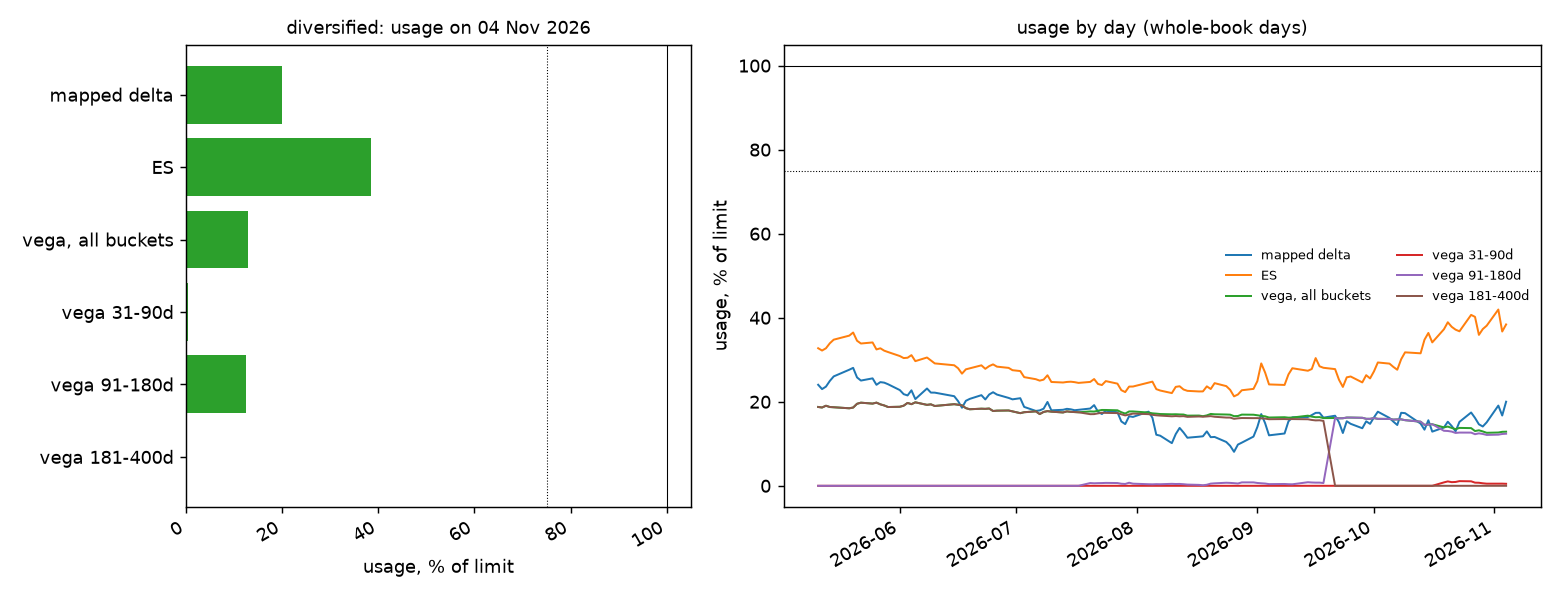 diversified: usage on 04 Nov 2026
mapped delta
ES
vega, all buckets
vega 31-90d
vega 91-180d
vega 181-400d
0
20
40
60
80
100
usage, % of limit
usage by day (whole-book days)
usage, % of limit
100
80
60
40
20
0
mapped delta
ES
vega, all buckets
vega 31-90d
vega 91-180d
vega 181-400d
2026-06
2026-07
2026-08
2026-09
2026-10
2026-11